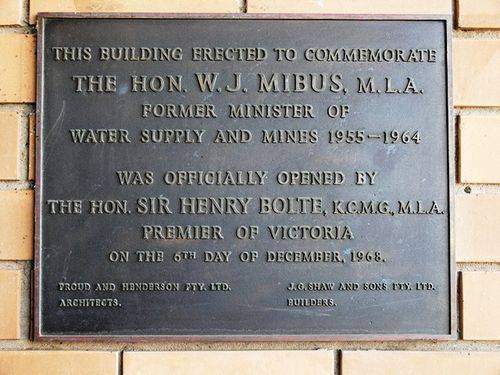 THIS BUILDING ERECTED TO COMMEMORATE
THE HON. W. J. MIBUS, M.L.A.
FORMER MINISTER OF
WATER SUPPLY AND MINES 1955–1964
WAS OFFICIALLY OPENED BY
THE HON. SIR HENRY BOLTE, K.C.M.G., M.L.A.
PREMIER OF VICTORIA
ON THE 6TH DAY OF DECEMBER, 1968.
PROUD AND HENDERSON PTY. LTD.
ARCHITECTS.
J. G. SHAW AND SONS PTY. LTD.
BUILDERS.